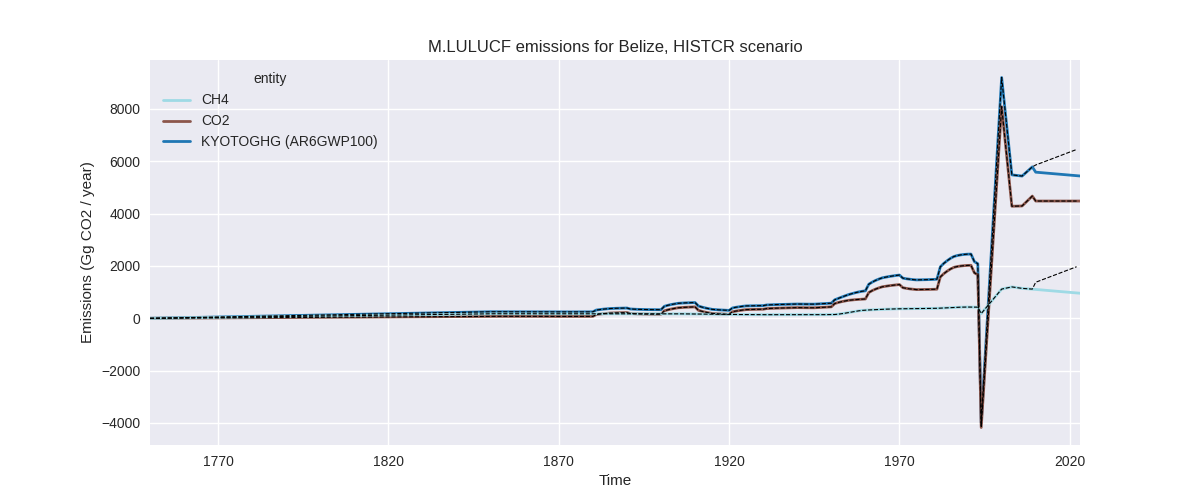 M.LULUCF emissions for Belize, HISTCR scenario
entity
CH4
CO2
KYOTOGHG (AR6GWP100)
Emissions (Gg CO2 / year)
8000
6000
4000
2000
0
−2000
−4000
1770
1820
1870
1920
1970
2020
Time